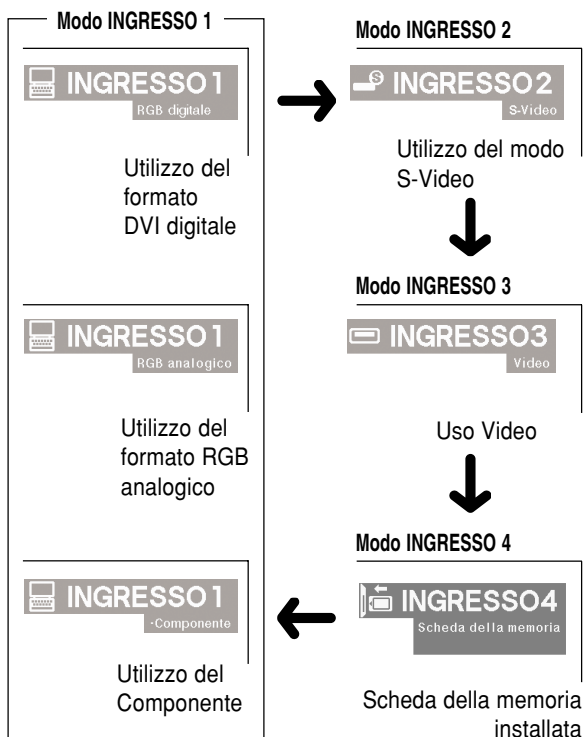 Modo INGRESSO 1
INGRESSO1
RGB digitale
Utilizzo del
formato
DVI digitale
INGRESSO1
RGB analogico
Utilizzo del
formato RGB
analogico
INGRESSO1
·Componente
Utilizzo del
Componente
Modo INGRESSO 2
S
INGRESSO2
S-Video
Utilizzo del modo
S-Video
Modo INGRESSO 3
INGRESSO3
Video
Uso Video
Modo INGRESSO 4
INGRESSO4
Scheda della memoria
Scheda della memoria
installata